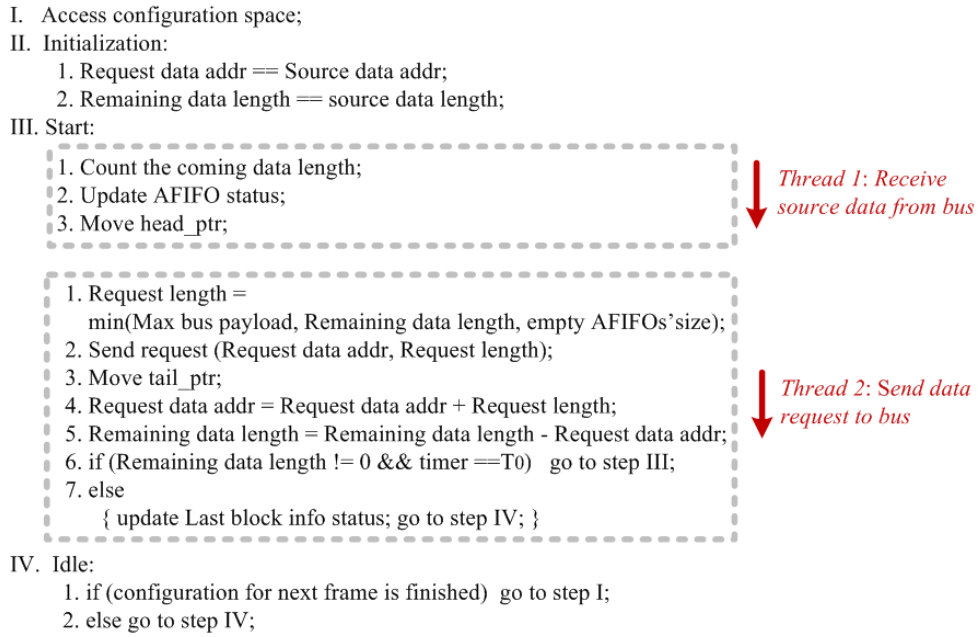 I. Access configuration space;
II. Initialization:
1. Request data addr == Source data addr;
2. Remaining data length == source data length;
III. Start:
1. Count the coming data length;
2. Update AFIFO status;
3. Move head_ptr;
Thread 1: Receive
source data from bus
1. Request length =
min(Max bus payload, Remaining data length, empty AFIFOs'size);
2. Send request (Request data addr, Request length);
3. Move tail_ptr;
4. Request data addr = Request data addr + Request length;
5. Remaining data length = Remaining data length - Request data addr;
6. if (Remaining data length != 0 && timer ==T0) go to step III;
7. else
{ update Last block info status; go to step IV; }
Thread 2: Send data
request to bus
IV. Idle:
1. if (configuration for next frame is finished) go to step I;
2. else go to step IV;